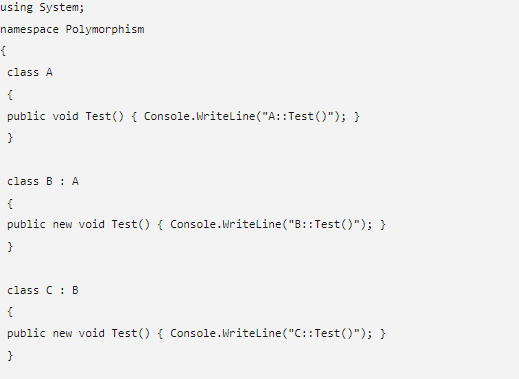 using System;
namespace Polymorphism
{
class A
{
public void Test() { Console.WriteLine("A::Test()"); }
}
class B : A
{
public new void Test() { Console.WriteLine("B::Test()"); }
}
class C : B
{
public new void Test() { Console.WriteLine("C::Test()"); }
}